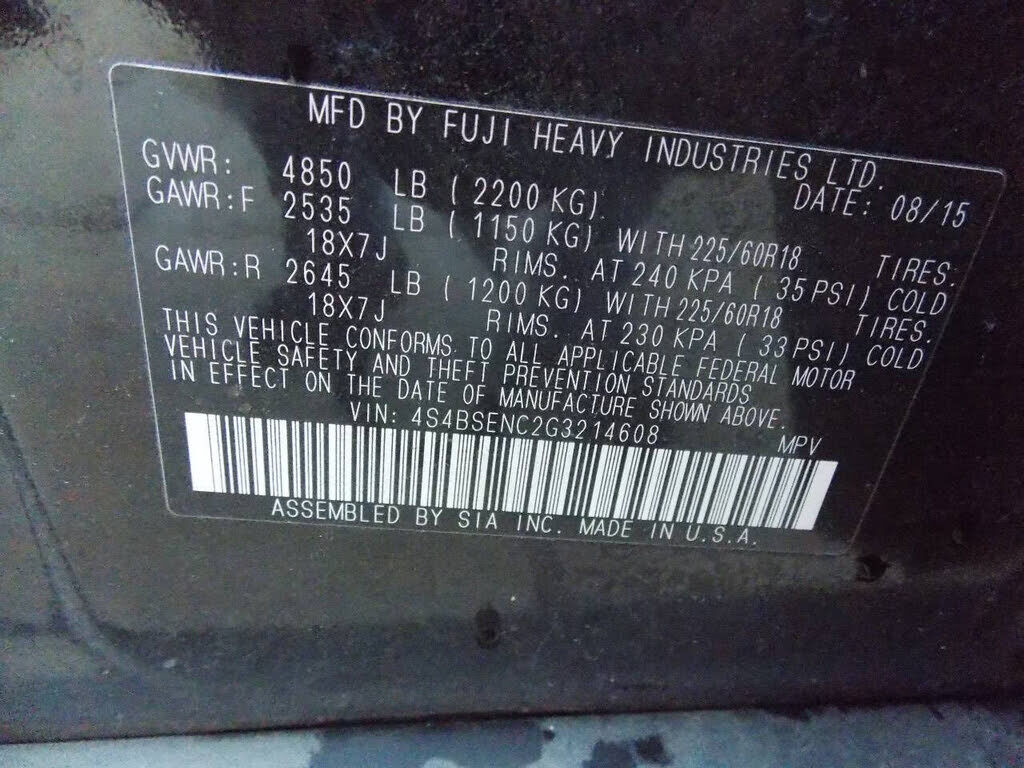 MFD BY FUJI HEAVY INDUSTRIES LTD.
GVWR: 4850 LB ( 2200 KG) DATE: 08/15
GAWR:F 2535 LB ( 1150 KG) WITH 225/60R18 TIRES:
18X7J RIMS. AT 240 KPA ( 35 PSI) COLD
GAWR:R 2645 LB ( 1200 KG) WITH 225/60R18 TIRES.
18X7J RIMS. AT 230 KPA ( 33 PSI) COLD
THIS VEHICLE CONFORMS TO ALL APPLICABLE FEDERAL MOTOR
VEHICLE SAFETY AND THEFT PREVENTION STANDARDS
IN EFFECT ON THE DATE OF MANUFACTURE SHOWN ABOVE.
VIN: 4S4BSENC2G3214608 MPV
ASSEMBLED BY SIA INC. MADE IN U.S.A.